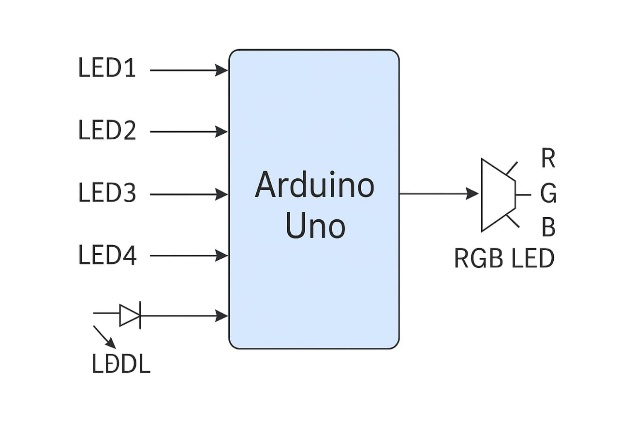 LED1
LED2
LED3
LED4
LĐDL
Arduino
Uno
R
G
B
RGB LED